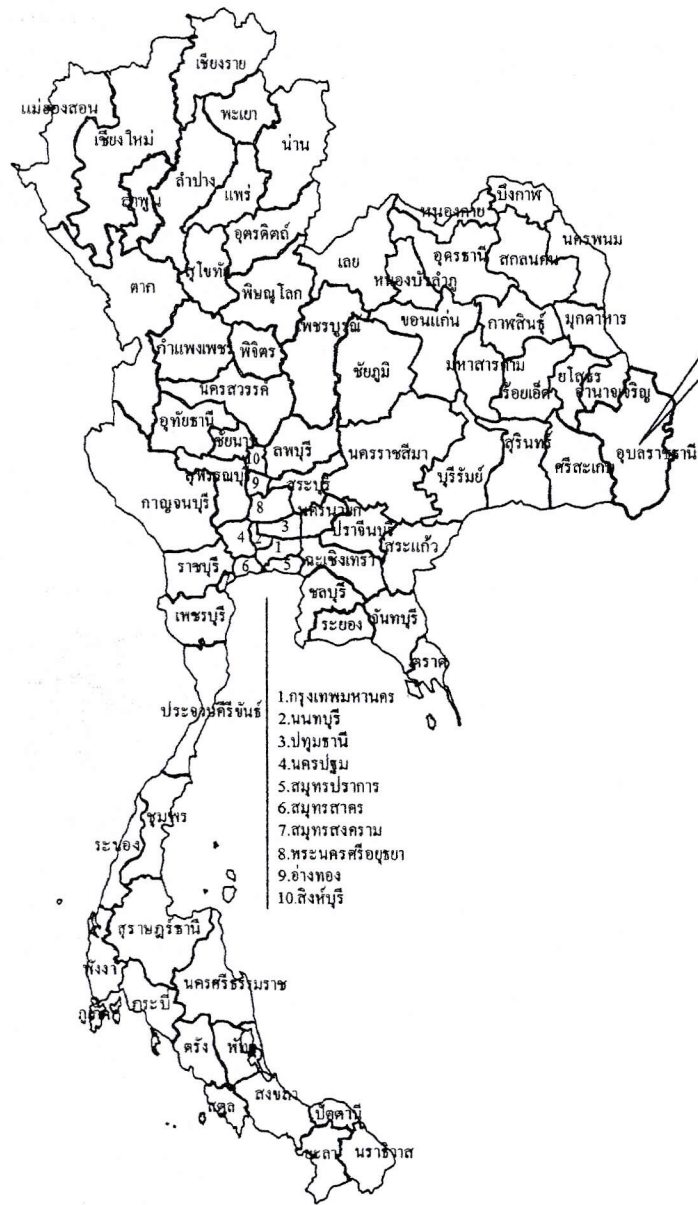 เชียงราย
แม่ฮ่องสอน
พะเยา
เชียงใหม่
น่าน
ลำปาง
แพร่
ลำพูน
บึงกาฬ
หนองคาย
อุตรดิตถ์
นครพนม
เลย
อุดรธานี
สกลนคร
สุโขทัย
ตาก
หนองบัวลำภู
พิษณุโลก
เพชรบูรณ์
ขอนแก่น
กาฬสินธุ์
มุกดาหาร
กำแพงเพชร
พิจิตร
ชัยภูมิ
มหาสารคาม
ร้อยเอ็ด
ยโสธร
อำนาจเจริญ
นครสวรรค์
อุทัยธานี
ชัยนาท
ลพบุรี
นครราชสีมา
สุรินทร์
อุบลราชธานี
10
สุพรรณบุรี
บุรีรัมย์
ศรีสะเกษ
9
สระบุรี
กาญจนบุรี
8
นครนายก
3
ปราจีนบุรี
4
2
1
สระแก้ว
ราชบุรี
6
5
ฉะเชิงเทรา
ชลบุรี
เพชรบุรี
ระยอง
จันทบุรี
ตราด
ประจวบคีรีขันธ์
1.กรุงเทพมหานคร
2.นนทบุรี
3.ปทุมธานี
4.นครปฐม
5.สมุทรปราการ
6.สมุทรสาคร
7.สมุทรสงคราม
8.พระนครศรีอยุธยา
9.อ่างทอง
10.สิงห์บุรี
ชุมพร
ระนอง
สุราษฎร์ธานี
พังงา
นครศรีธรรมราช
กระบี่
ภูเก็ต
ตรัง
พัทลุง
สงขลา
สตูล
ปัตตานี
ยะลา
นราธิวาส